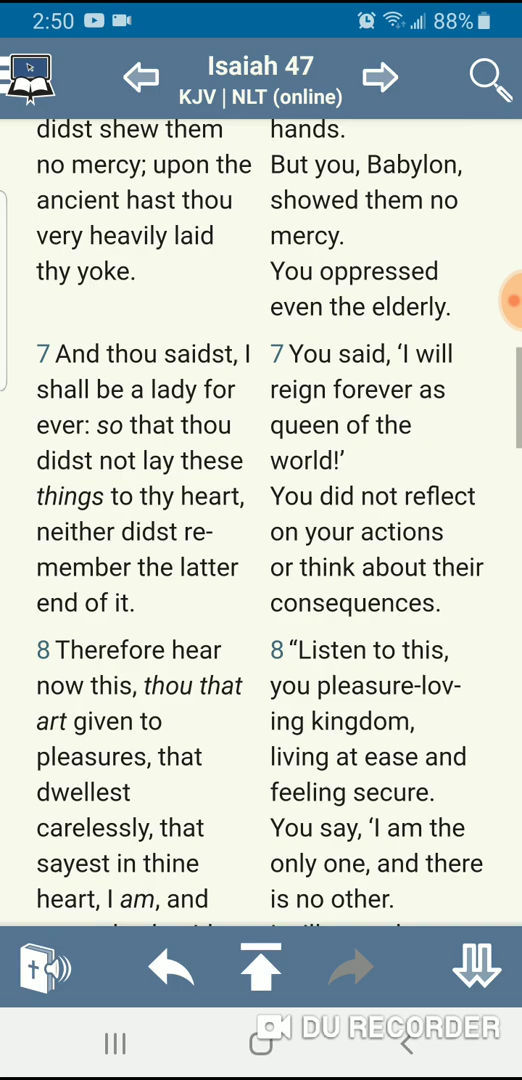 2:50
88%
Isaiah 47
KJV | NLT (online)
didst shew them
no mercy; upon the
ancient hast thou
very heavily laid
thy yoke.
7 And thou saidst, I
shall be a lady for
ever: so that thou
didst not lay these
things to thy heart,
neither didst re-
member the latter
end of it.
8 Therefore hear
now this, thou that
art given to
pleasures, that
dwellest
carelessly, that
sayest in thine
heart, I am, and
hands.
But you, Babylon,
showed them no
mercy.
You oppressed
even the elderly.
7 You said, ‘I will
reign forever as
queen of the
world!’
You did not reflect
on your actions
or think about their
consequences.
8 “Listen to this,
you pleasure-lov-
ing kingdom,
living at ease and
feeling secure.
You say, ‘I am the
only one, and there
is no other.
DU RECORDER